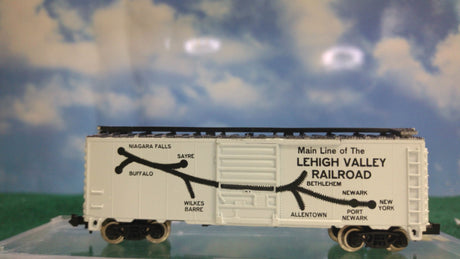 NIAGARA FALLS
SAYRE
BUFFALO
WILKES
BARRE
Main Line of The
LEHIGH VALLEY
RAILROAD
BETHLEHEM
ALLENTOWN
NEWARK
NEW
YORK
PORT
NEWARK